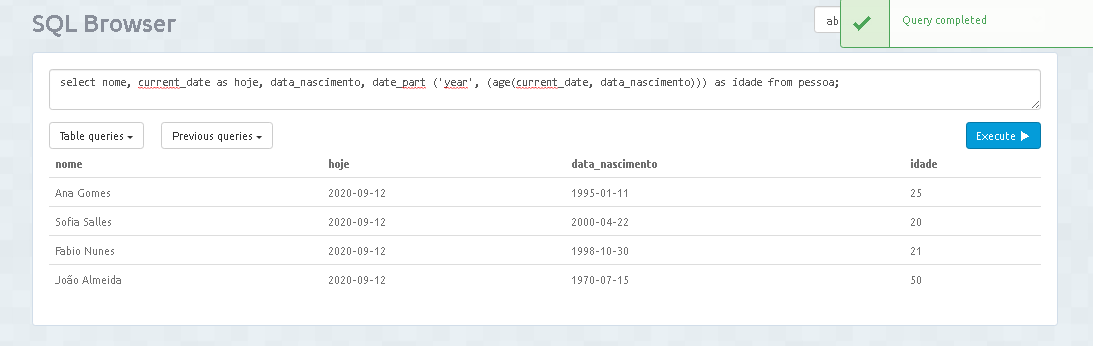 SQL Browser
ab
Query completed
select nome, current_date as hoje, data_nascimento, date_part ('year', (age(current_date, data_nascimento))) as idade from pessoa;
Table queries
Previous queries
Execute
nome hoje data_nascimento idade
Ana Gomes 2020-09-12 1995-01-11 25
Sofia Salles 2020-09-12 2000-04-22 20
Fabio Nunes 2020-09-12 1998-10-30 21
João Almeida 2020-09-12 1970-07-15 50